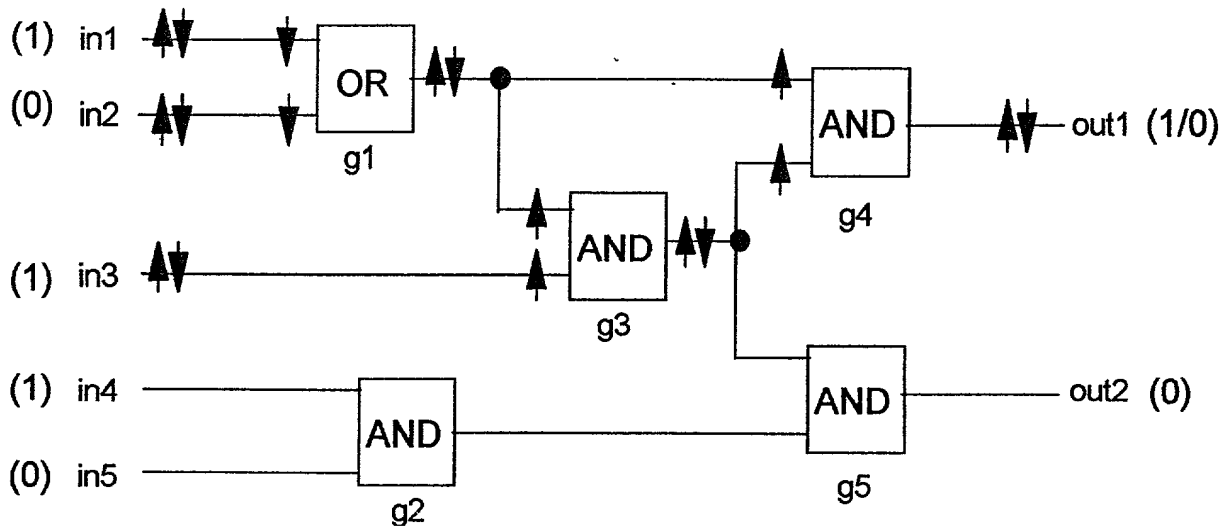 (1) in1
OR
g1
(0) in2
AND
g4
out1 (1/0)
AND
g3
(1) in3
(1) in4
AND
g2
(0) in5
AND
g5
out2 (0)